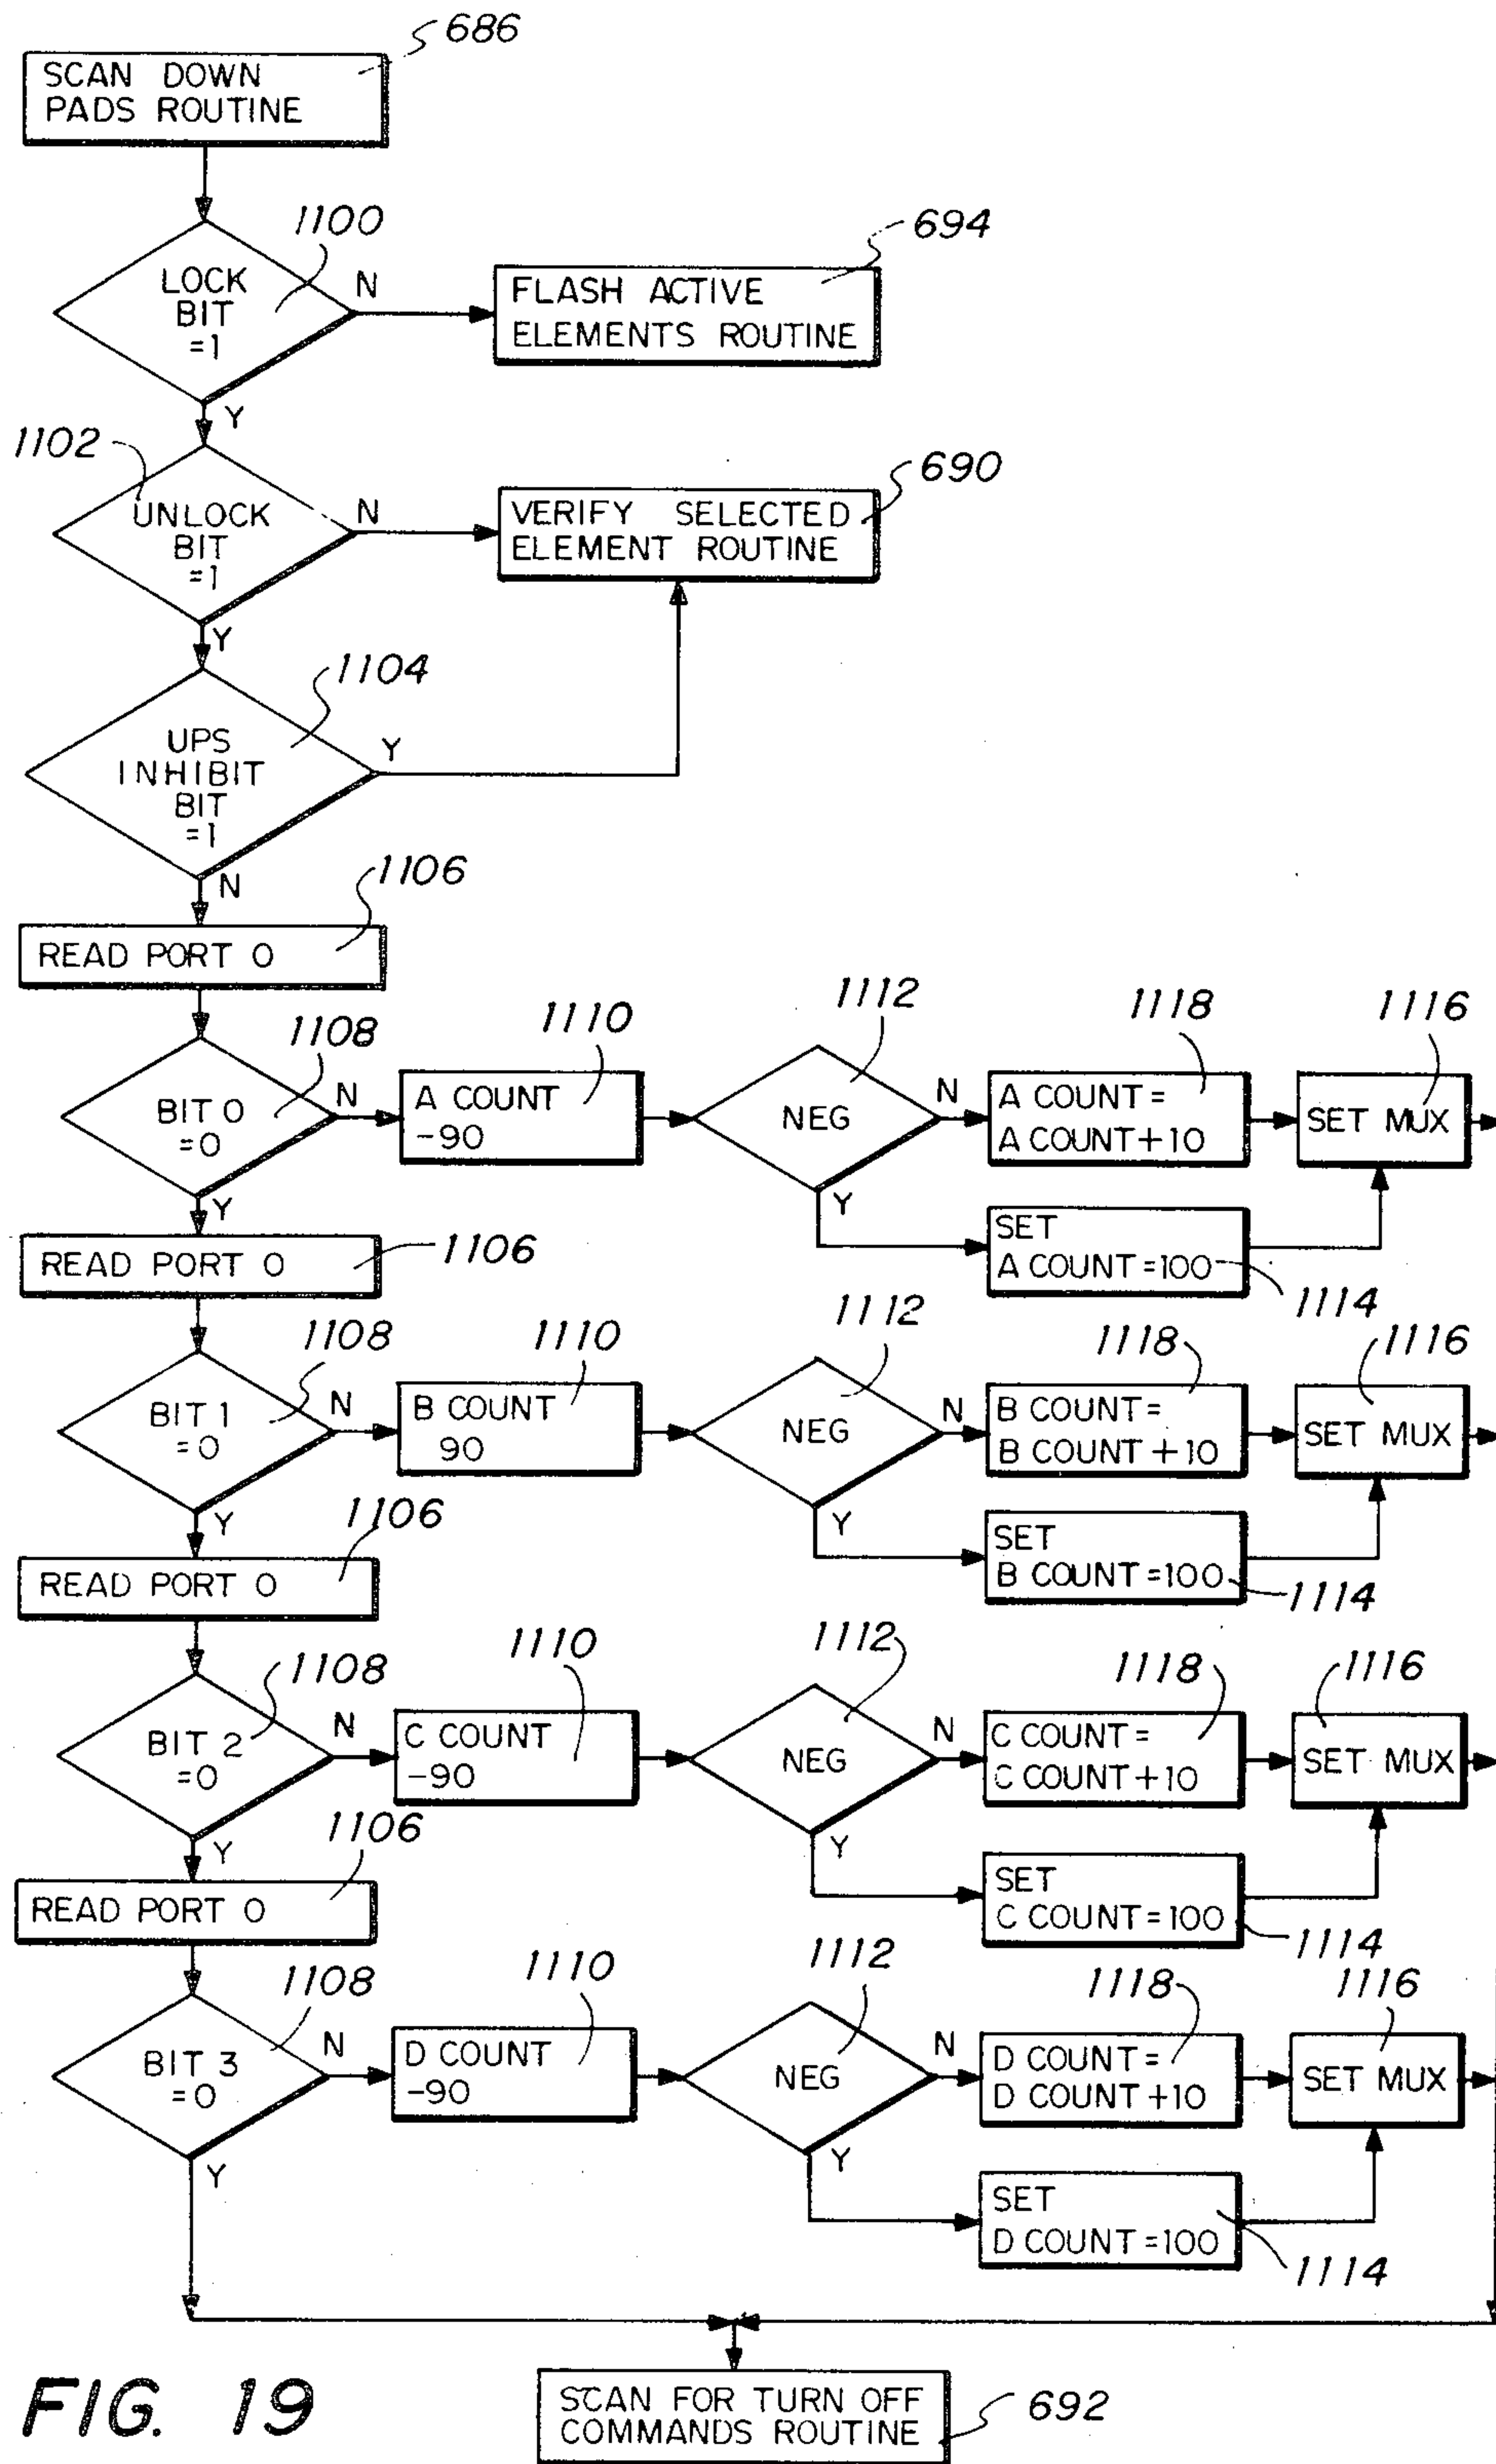 686
SCAN DOWN
PADS ROUTINE
1100
LOCK
BIT
=1
N
Y
694
FLASH ACTIVE
ELEMENTS ROUTINE
1102
UNLOCK
BIT
=1
N
Y
690
VERIFY SELECTED
ELEMENT ROUTINE
1104
UPS
INHIBIT
BIT
=1
Y
N
1106
READ PORT 0
1108
BIT 0
=0
N
Y
1110
A COUNT
-90
1112
NEG
N
Y
1118
A COUNT=
A COUNT+10
1116
SET MUX
SET
A COUNT=100
1114
READ PORT 0
1106
1108
BIT 1
=0
N
Y
1110
B COUNT
90
1112
NEG
N
Y
1118
B COUNT=
B COUNT+10
1116
SET MUX
SET
B COUNT=100
1114
1106
READ PORT 0
1108
BIT 2
=0
N
Y
1110
C COUNT
-90
1112
NEG
N
Y
1118
C COUNT=
C COUNT+10
1116
SET MUX
SET
C COUNT=100
1114
1106
READ PORT 0
1108
BIT 3
=0
N
Y
1110
D COUNT
-90
1112
NEG
N
Y
1118
D COUNT=
D COUNT+10
1116
SET MUX
SET
D COUNT=100
1114
SCAN FOR TURN OFF
COMMANDS ROUTINE
692
FIG. 19